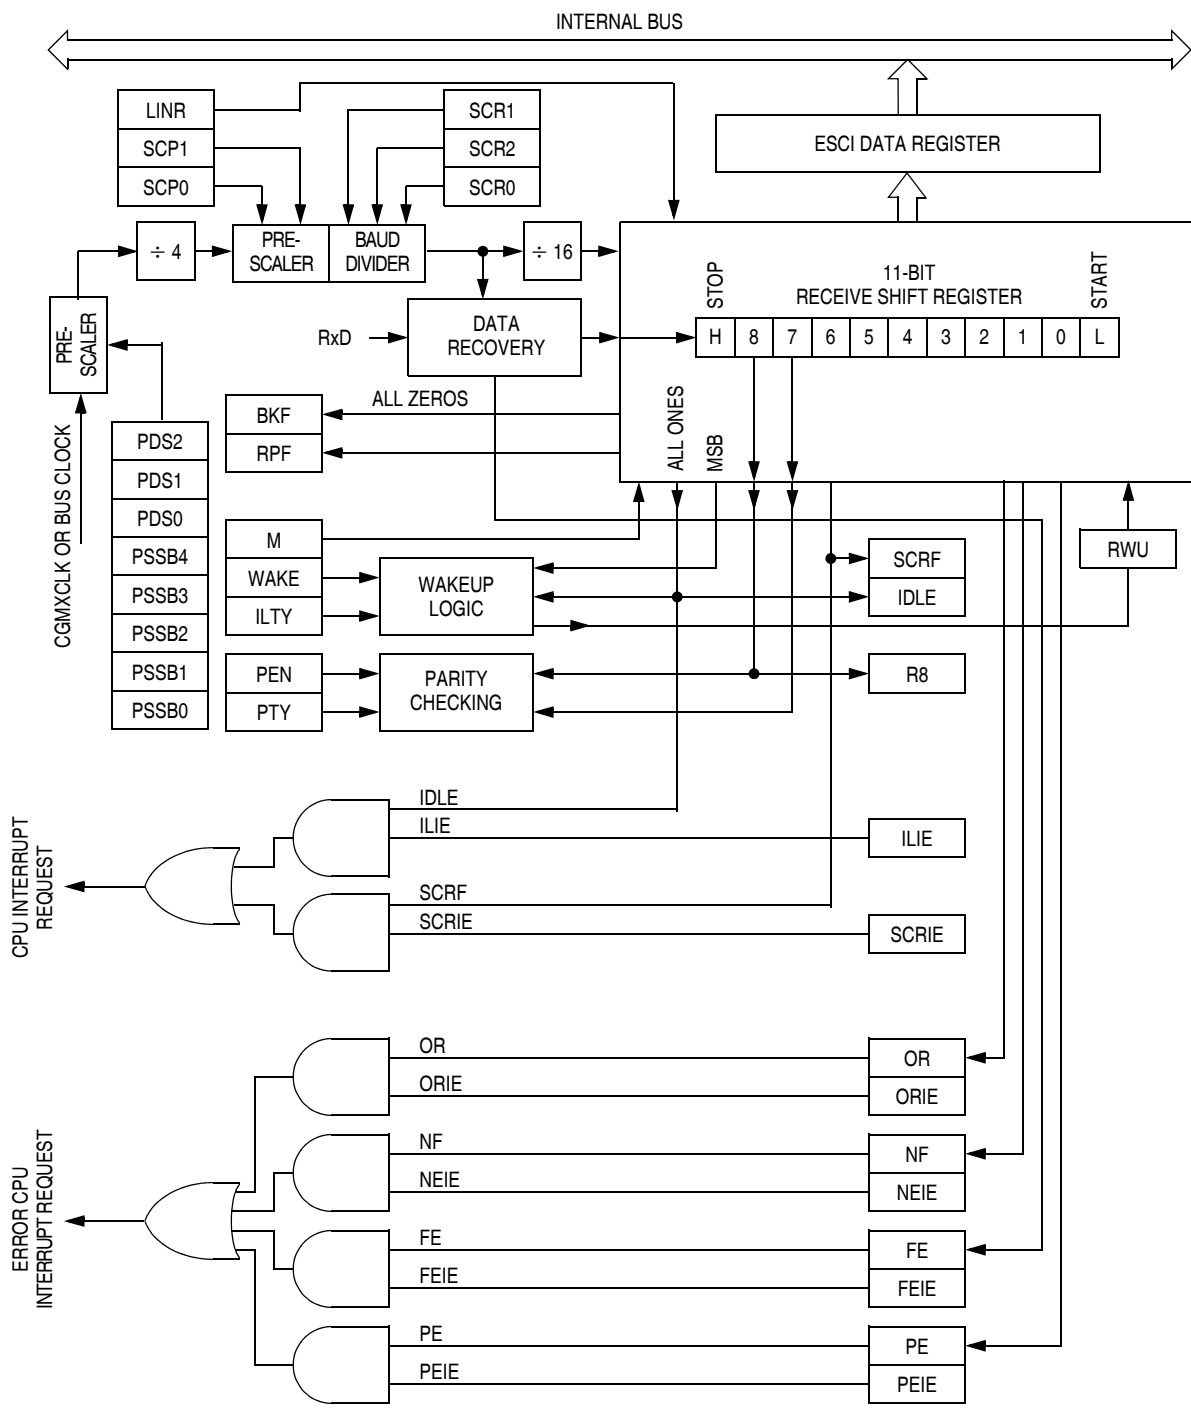 INTERNAL BUS
LINR
SCP1
SCP0
SCR1
SCR2
SCR0
ESCI DATA REGISTER
÷ 4
PRE-
SCALER
BAUD
DIVIDER
÷ 16
PRE-
SCALER
RxD
DATA
RECOVERY
STOP
11-BIT
RECEIVE SHIFT REGISTER
START
H 8 7 6 5 4 3 2 1 0 L
ALL ZEROS
ALL ONES
MSB
BKF
RPF
CGMXCLK OR BUS CLOCK
PDS2
PDS1
PDS0
PSSB4
PSSB3
PSSB2
PSSB1
PSSB0
M
WAKE
ILTY
WAKEUP
LOGIC
SCRF
IDLE
RWU
PEN
PTY
PARITY
CHECKING
R8
CPU INTERRUPT
REQUEST
IDLE
ILIE
ILIE
SCRF
SCRIE
SCRIE
ERROR CPU
INTERRUPT REQUEST
OR
OR
ORIE
ORIE
NF
NF
NEIE
NEIE
FE
FE
FEIE
FEIE
PE
PE
PEIE
PEIE